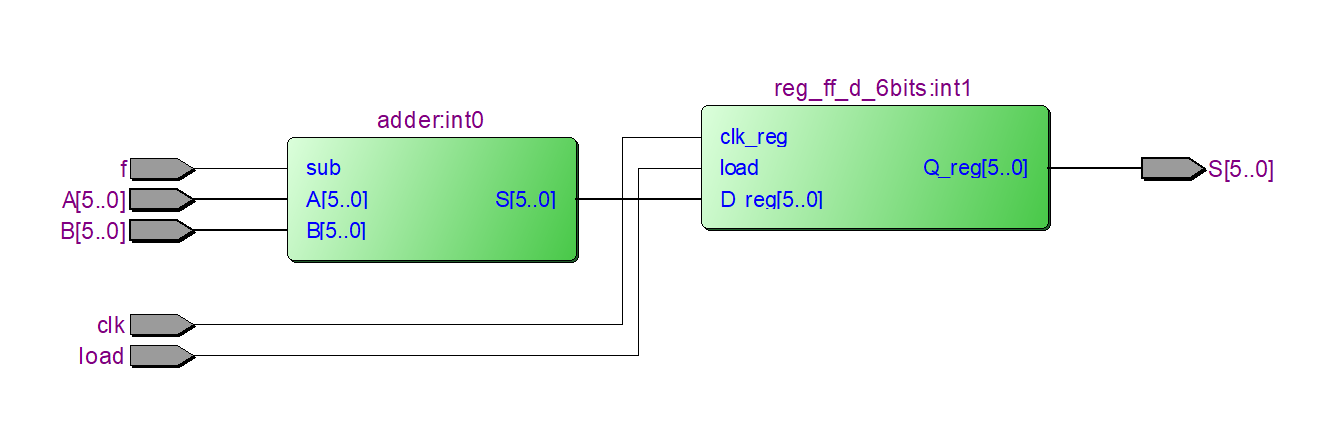 reg_ff_d_6bits:int1
adder:int0
clk_reg
f
sub
load
Q_reg[5..0]
S[5..0]
A[5..0]
A[5..0]
S[5..0]
D_reg[5..0]
B[5..0]
B[5..0]
clk
load